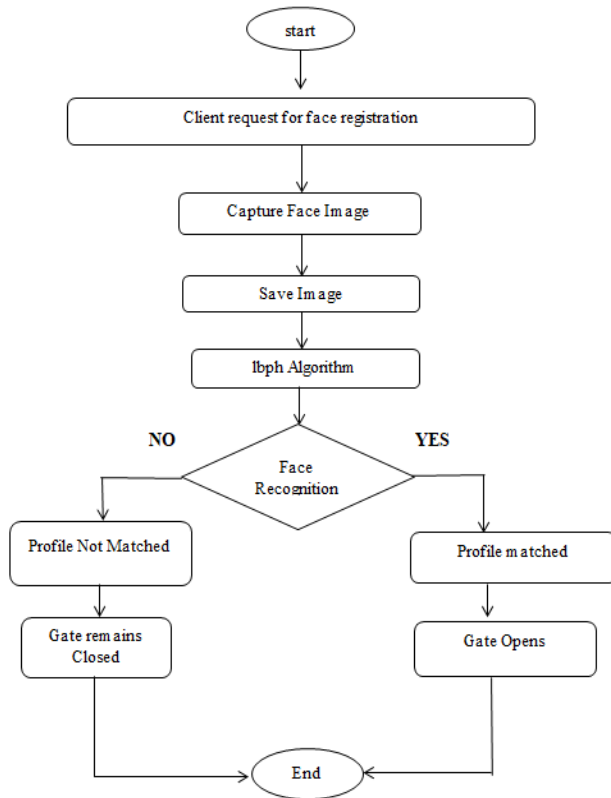 start
Client request for face registration
Capture Face Image
Save Image
lbph Algorithm
NO
YES
Face
Recognition
Profile Not Matched
Profile matched
Gate remains
Closed
Gate Opens
End